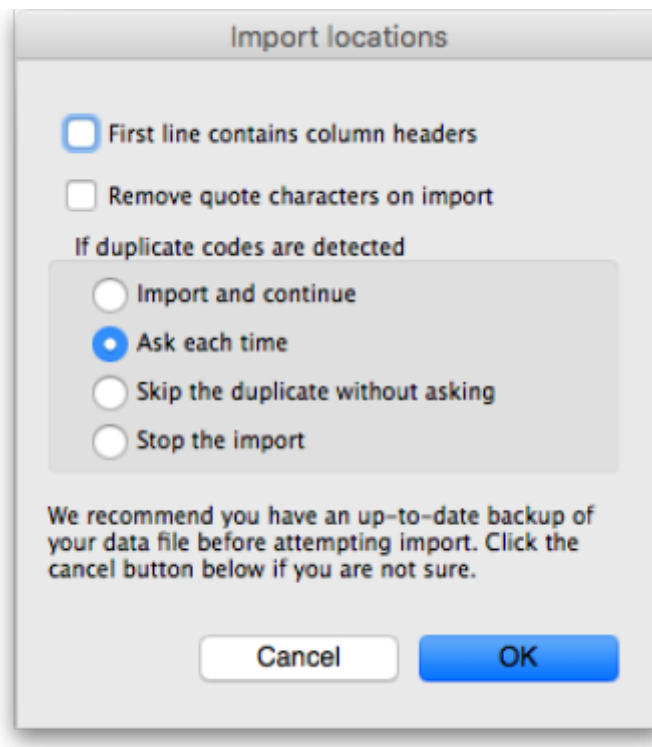 Import locations
First line contains column headers
Remove quote characters on import
If duplicate codes are detected
Import and continue
Ask each time
Skip the duplicate without asking
Stop the import
We recommend you have an up-to-date backup of
your data file before attempting import. Click the
cancel button below if you are not sure.
Cancel OK